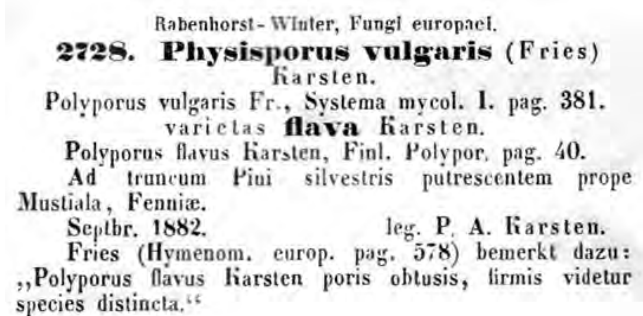 Rabenhorst-Winter, Fungi europaei.
2728. Physisporus vulgaris (Fries)
Karsten.
Polyporus vulgaris Fr., Systema mycol. I. pag. 381.
varietas flava Karsten.
Polyporus flavus Karsten, Finl. Polypor. pag. 40.
Ad truncum Pini silvestris putrescentem prope
Mustiala, Fenniæ.
Septbr. 1882. leg. P. A. Karsten.
Fries (Hymenom. europ. pag. 578) bemerkt dazu:
„Polyporus flavus Karsten poris obtusis, firmis videtur
species distincta.“